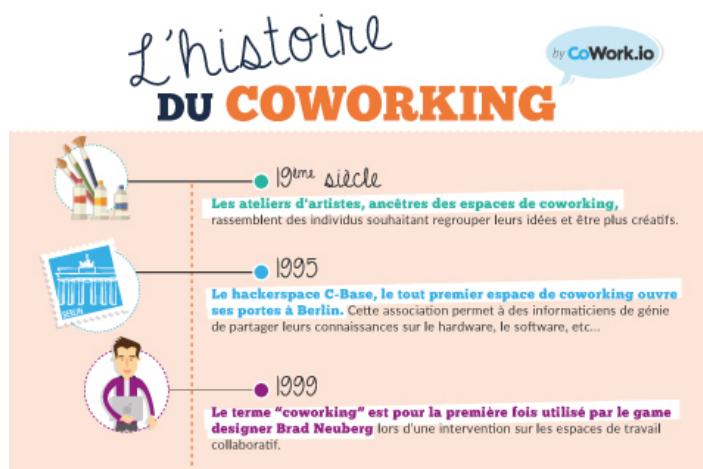 L'histoire
by CoWork.io
DU COWORKING
19ème siècle
Les ateliers d'artistes, ancêtres des espaces de coworking,
rassemblent des individus souhaitant regrouper leurs idées et être plus créatifs.
1995
Le hackerspace C-Base, le tout premier espace de coworking ouvre
ses portes à Berlin. Cette association permet à des informaticiens de génie
de partager leurs connaissances sur le hardware, le software, etc...
BERLIN
1999
Le terme “coworking” est pour la première fois utilisé par le game
designer Brad Neuberg lors d'une intervention sur les espaces de travail
collaboratif.